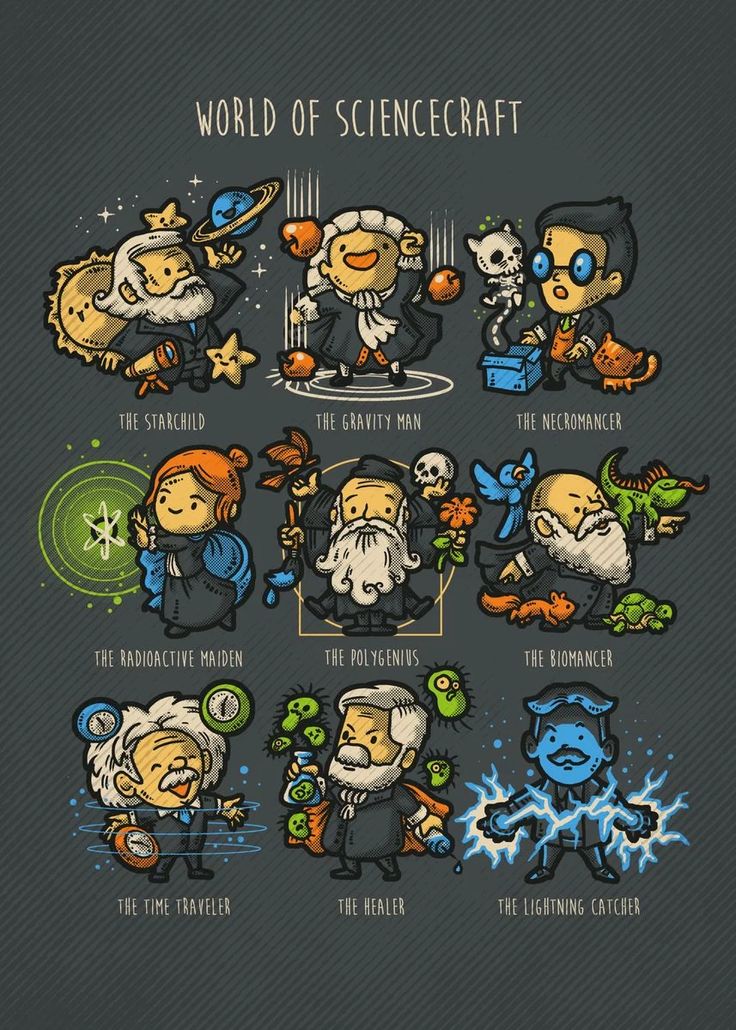 WORLD OF SCIENCECRAFT
THE STARCHILD
THE GRAVITY MAN
THE NECROMANCER
THE RADIOACTIVE MAIDEN
THE POLYGENIUS
THE BIOMANCER
THE TIME TRAVELER
THE HEALER
THE LIGHTNING CATCHER